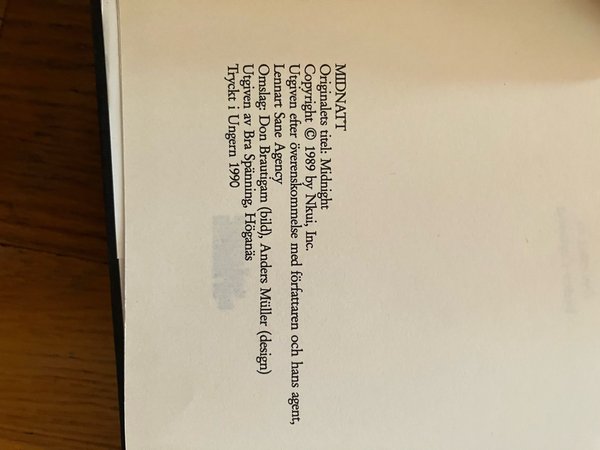 MIDNATT
Originalets titel: Midnight
Copyright © 1989 by Nkui, Inc.
Utgiven efter överenskommelse med författaren och hans agent,
Lennart Sane Agency
Omslag: Don Brautigam (bild), Anders Müller (design)
Utgiven av Bra Spänning, Höganäs
Tryckt i Ungern 1990